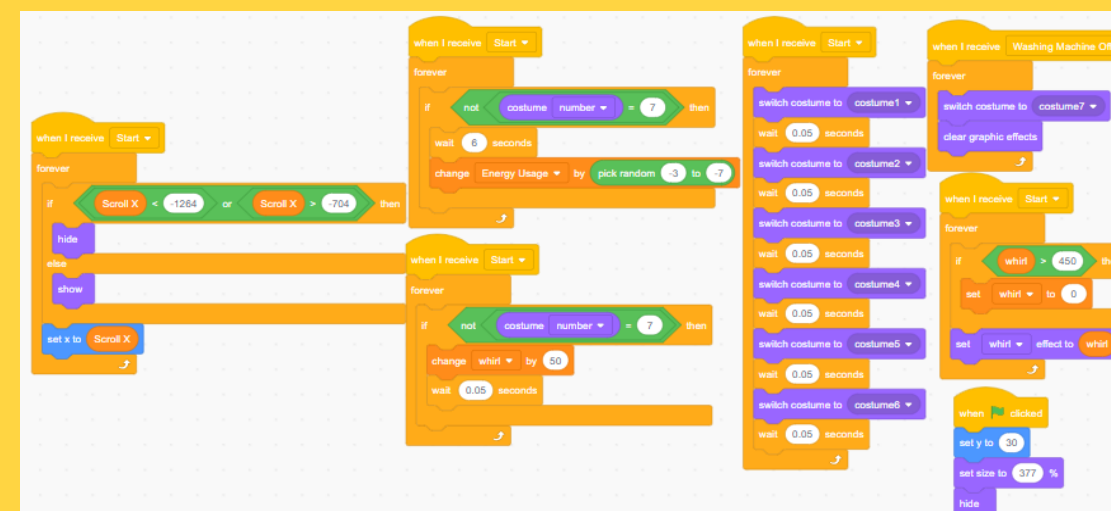 when I receive Start
forever
if Scroll X < -1264 or Scroll X > -704 then
hide
else
show
set x to Scroll X
when I receive Start
forever
if not costume number = 7 then
wait 6 seconds
change Energy Usage by pick random -3 to -7
when I receive Start
forever
if not costume number = 7 then
change whirl by 50
wait 0.05 seconds
when I receive Start
forever
switch costume to costume1
wait 0.05 seconds
switch costume to costume2
wait 0.05 seconds
switch costume to costume3
wait 0.05 seconds
switch costume to costume4
wait 0.05 seconds
switch costume to costume5
wait 0.05 seconds
switch costume to costume6
wait 0.05 seconds
when I receive Washing Machine
forever
switch costume to costume7
clear graphic effects
when I receive Start
forever
if whirl > 450
set whirl to 0
set whirl effect to whirl
when clicked
set y to 30
set size to 377 %
hide